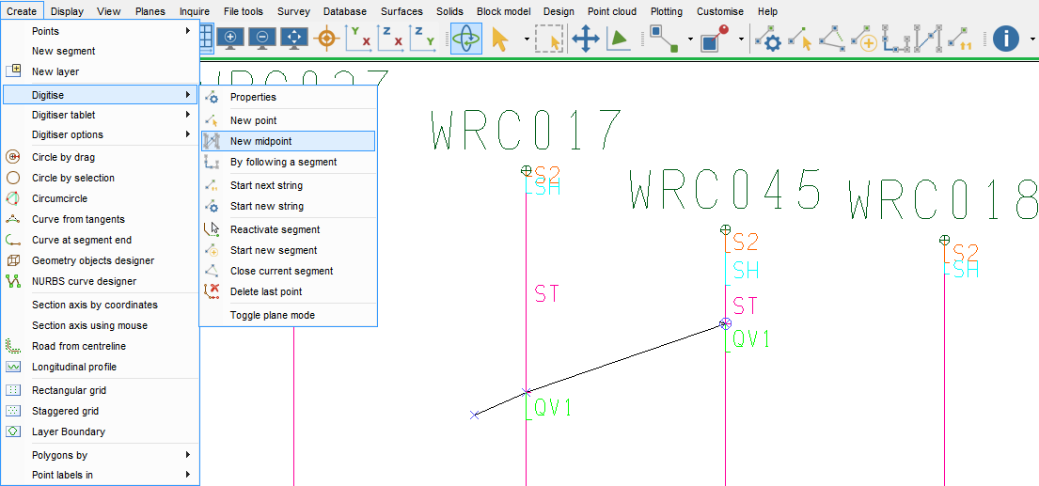 Create Display View Planes Inquire File tools Survey Database Surfaces Solids Block model Design Point cloud Plotting Customise Help
Points
New segment
New layer
Digitise
Digitiser tablet
Digitiser options
Circle by drag
Circle by selection
Circumcircle
Curve from tangents
Curve at segment end
Geometry objects designer
NURBS curve designer
Section axis by coordinates
Section axis using mouse
Road from centreline
Longitudinal profile
Rectangular grid
Staggered grid
Layer Boundary
Polygons by
Point labels in
Properties
New point
New midpoint
By following a segment
Start next string
Start new string
Reactivate segment
Start new segment
Close current segment
Delete last point
Toggle plane mode
Y X Z X Z Y
WRC017
S2
SH
ST
QV1
WRC045
S2
SH
ST
QV1
WRC018
S2
SH